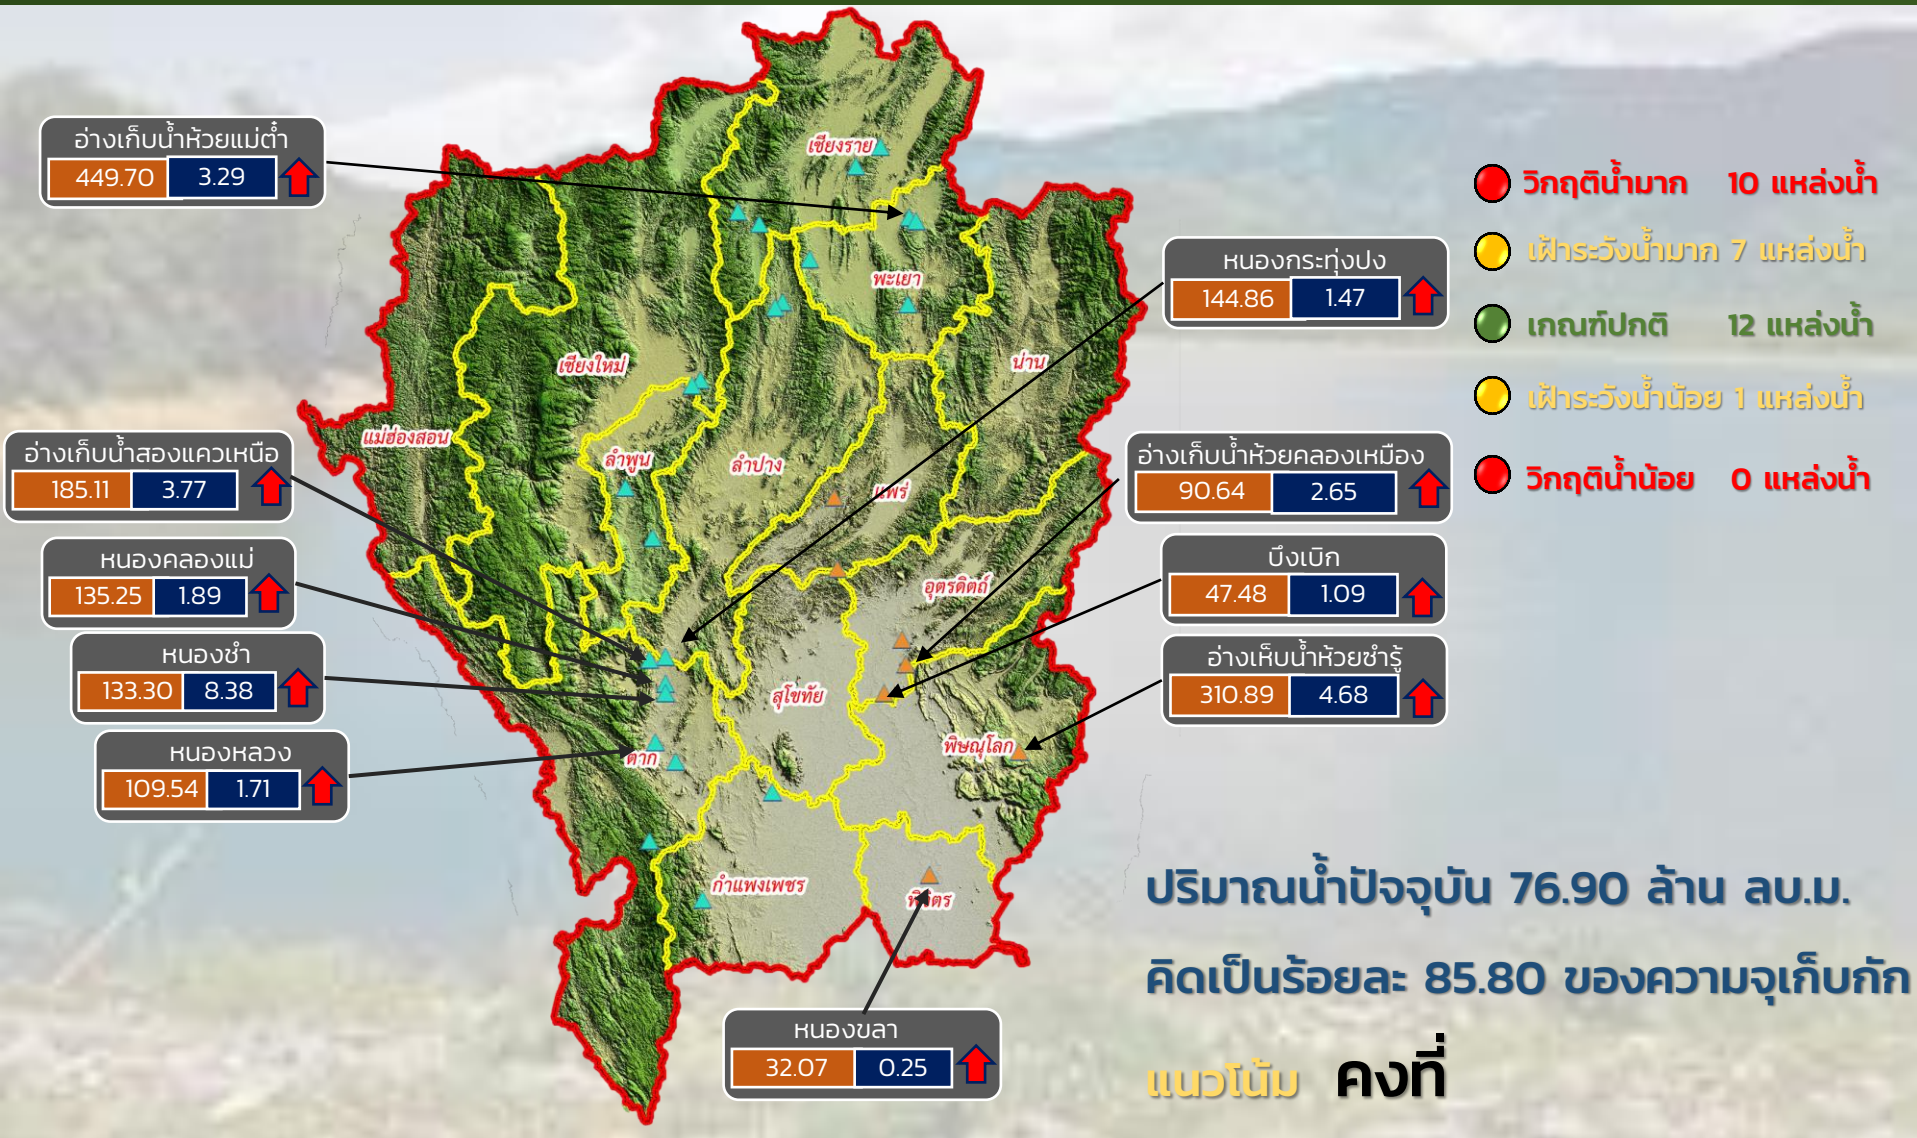 อ่างเก็บน้ำห้วยแม่ต๋ำ
449.70 3.29
อ่างเก็บน้ำสองแควเหนือ
185.11 3.77
หนองคลองแม่
135.25 1.89
หนองชำ
133.30 8.38
หนองหลวง
109.54 1.71
หนองขลา
32.07 0.25
เชียงราย
พะเยา
น่าน
เชียงใหม่
แม่ฮ่องสอน
ลำพูน
ลำปาง
แพร่
อุตรดิตถ์
สุโขทัย
ตาก
พิษณุโลก
กำแพงเพชร
พิจิตร
หนองกระทุ่งปง
144.86 1.47
อ่างเก็บน้ำห้วยคลองเหมือง
90.64 2.65
บึงเบิก
47.48 1.09
อ่างเห็บน้ำห้วยซำรู้
310.89 4.68
วิกฤติน้ำมาก 10 แหล่งน้ำ
เฝ้าระวังน้ำมาก 7 แหล่งน้ำ
เกณฑ์ปกติ 12 แหล่งน้ำ
เฝ้าระวังน้ำน้อย 1 แหล่งน้ำ
วิกฤติน้ำน้อย 0 แหล่งน้ำ
ปริมาณน้ำปัจจุบัน 76.90 ล้าน ลบ.ม.
คิดเป็นร้อยละ 85.80 ของความจุเก็บกัก
แนวโน้ม คงที่